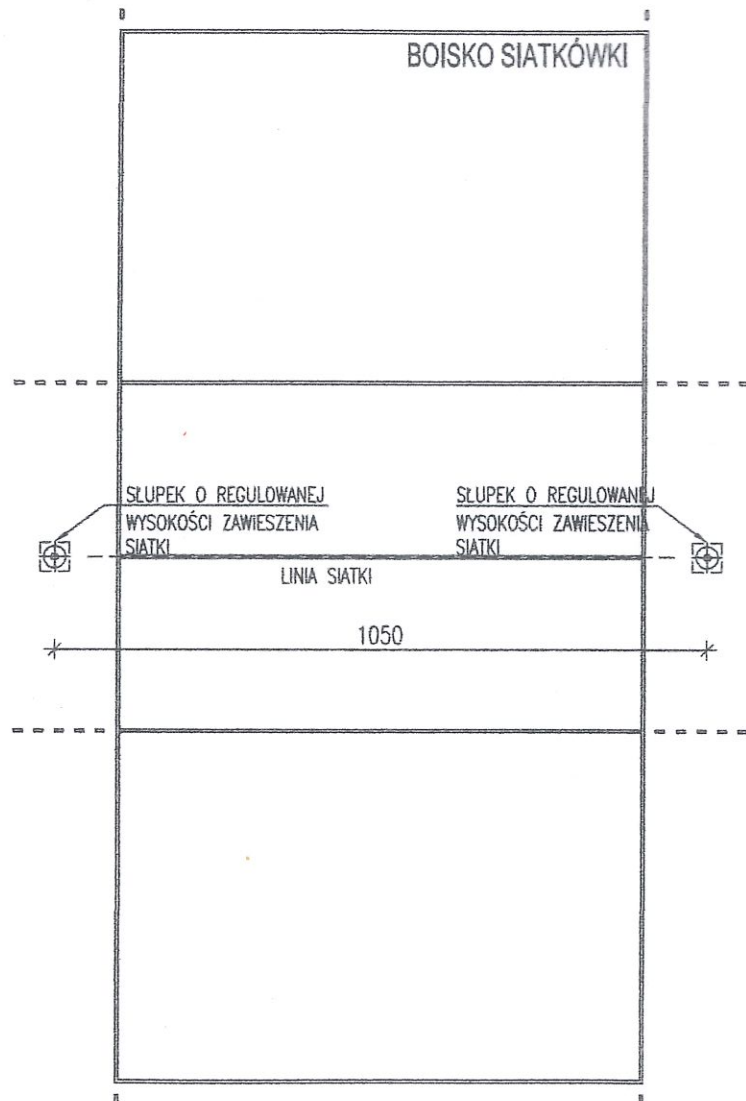 BOISKO SIATKÓWKI
SŁUPEK O REGULOWANEJ
WYSOKOŚCI ZAWIESZENIA
SIATKI
SŁUPEK O REGULOWANEJ
WYSOKOŚCI ZAWIESZENIA
SIATKI
LINIA SIATKI
1050